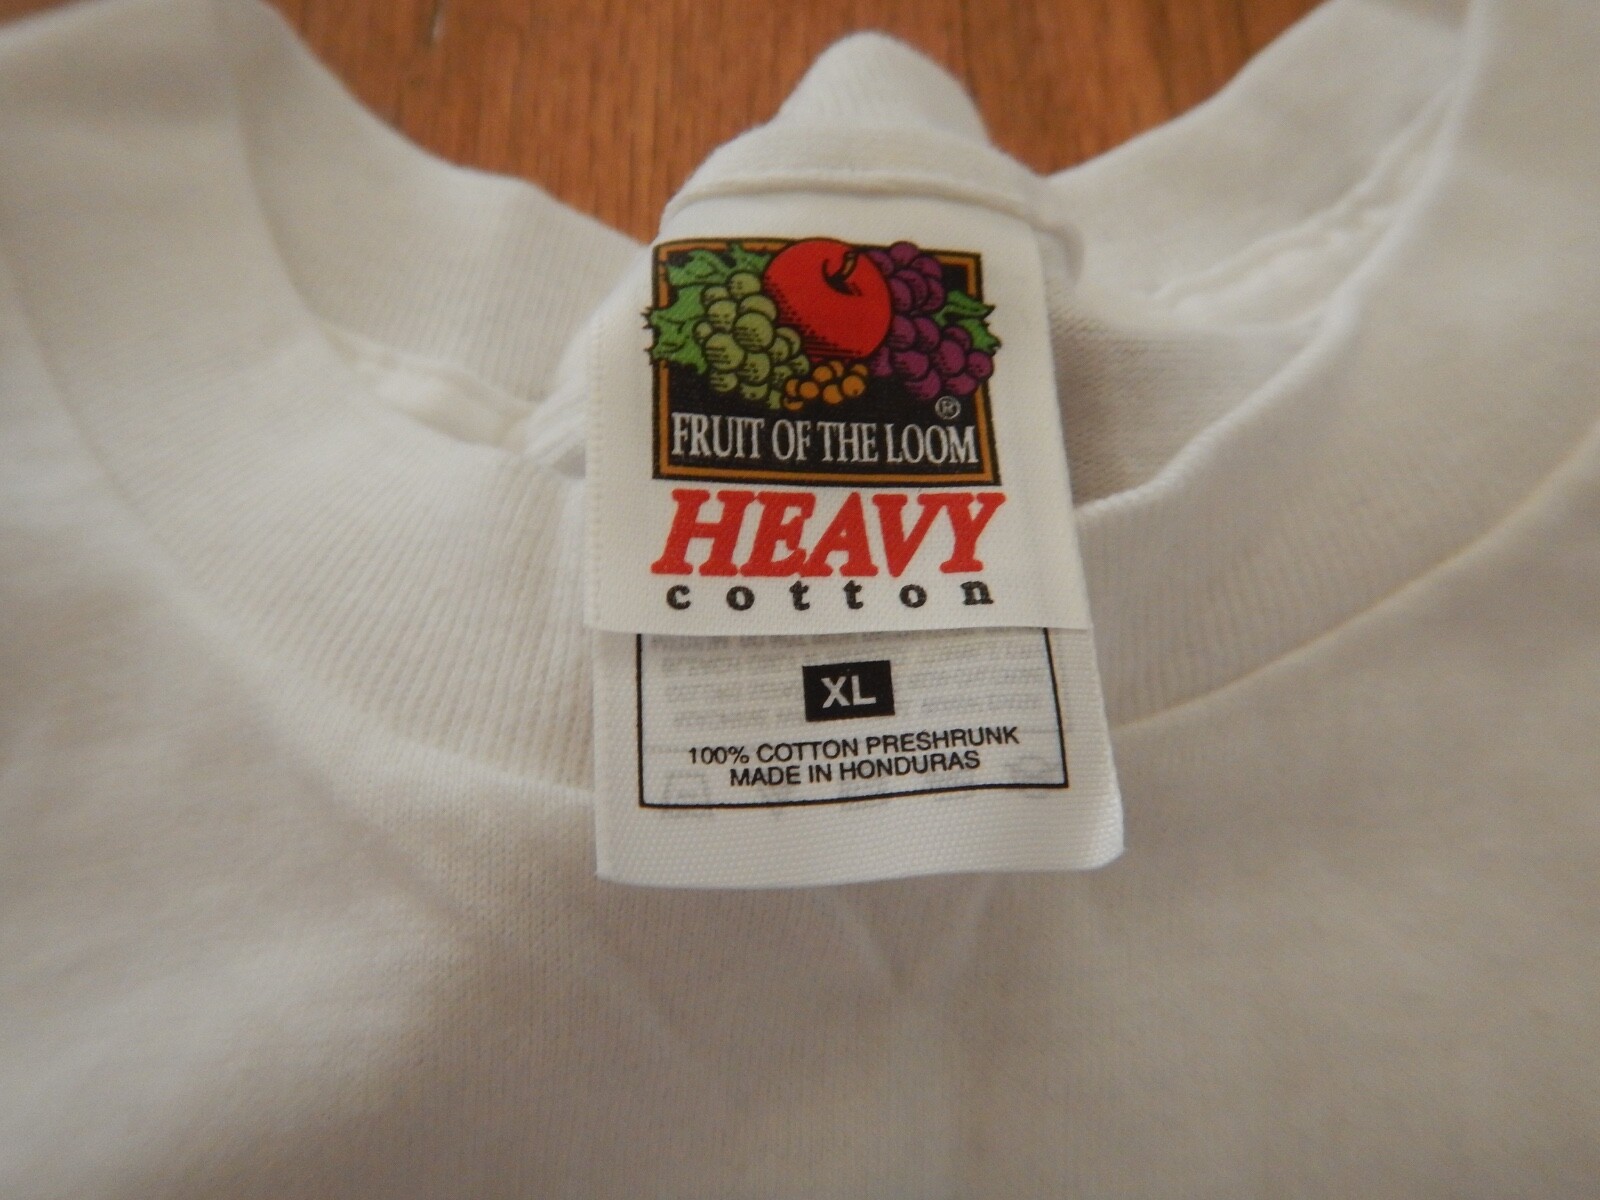 ®
FRUIT OF THE LOOM
HEAVY
cotton
XL
100% COTTON PRESHRUNK
MADE IN HONDURAS